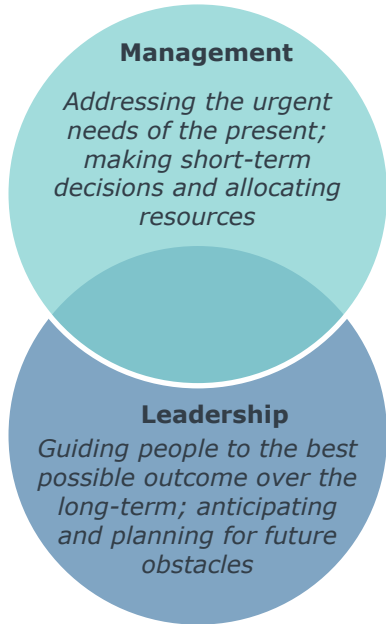 Management
Addressing the urgent
needs of the present;
making short-term
decisions and allocating
resources
Leadership
Guiding people to the best
possible outcome over the
long-term; anticipating
and planning for future
obstacles